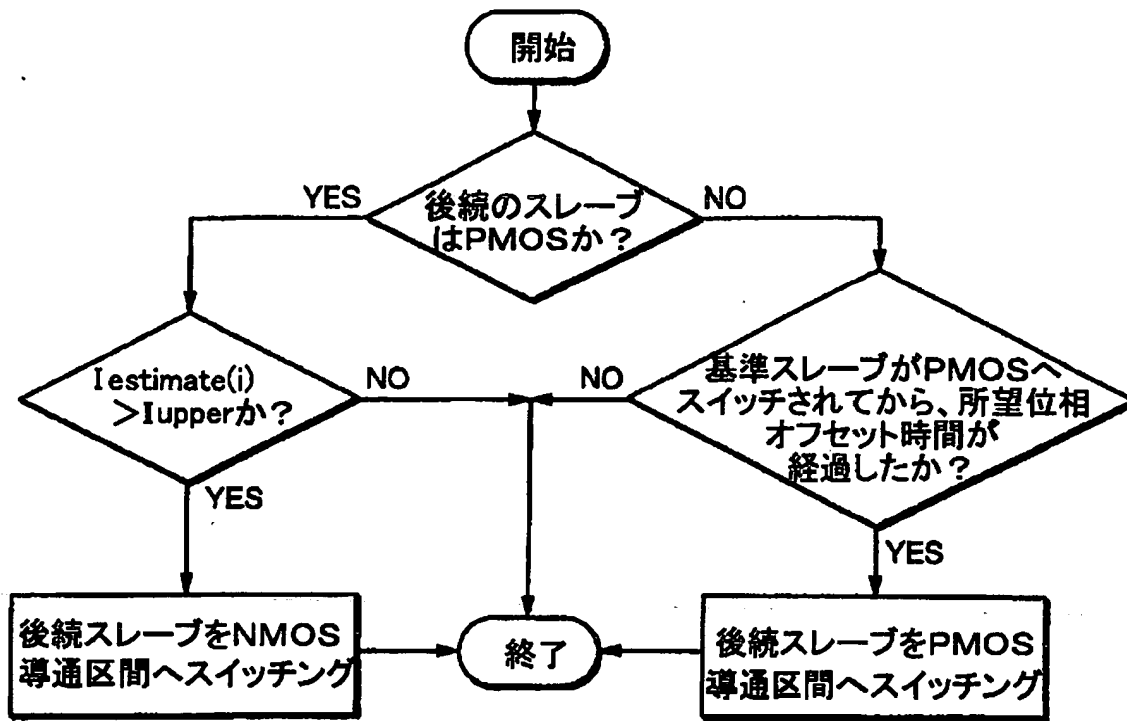 開始
YES
後続のスレーブ
はPMOSか？
NO
Iestimate(i)
＞Iupperか？
NO
YES
NO
基準スレーブがPMOSへ
スイッチされてから、所望位相
オフセット時間が
経過したか？
YES
後続スレーブをNMOS
導通区間へスイッチング
終了
後続スレーブをPMOS
導通区間へスイッチング